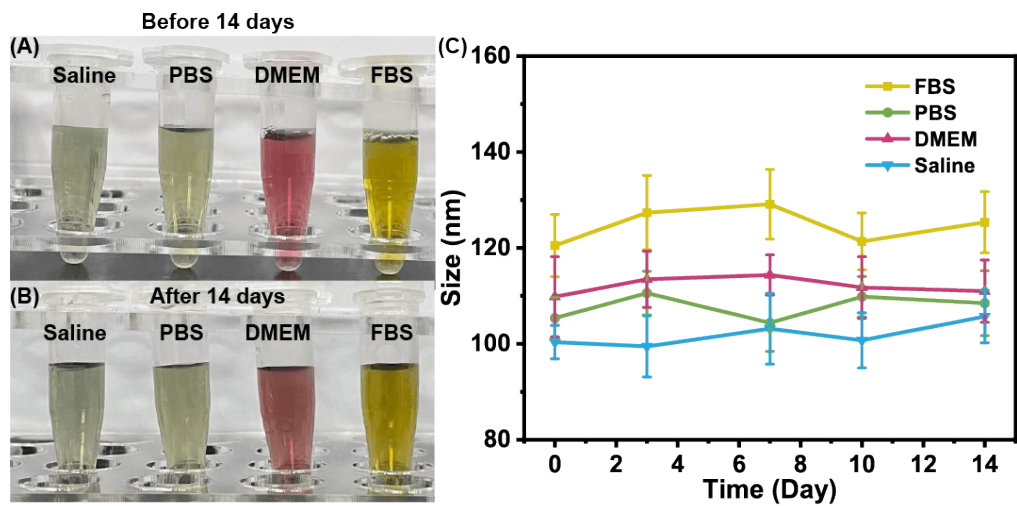 Before 14 days
(A)
Saline PBS DMEM FBS
(B)
After 14 days
Saline PBS DMEM FBS
(C)
160
140
120
100
80
Size (nm)
FBS
PBS
DMEM
Saline
0 2 4 6 8 10 12 14
Time (Day)